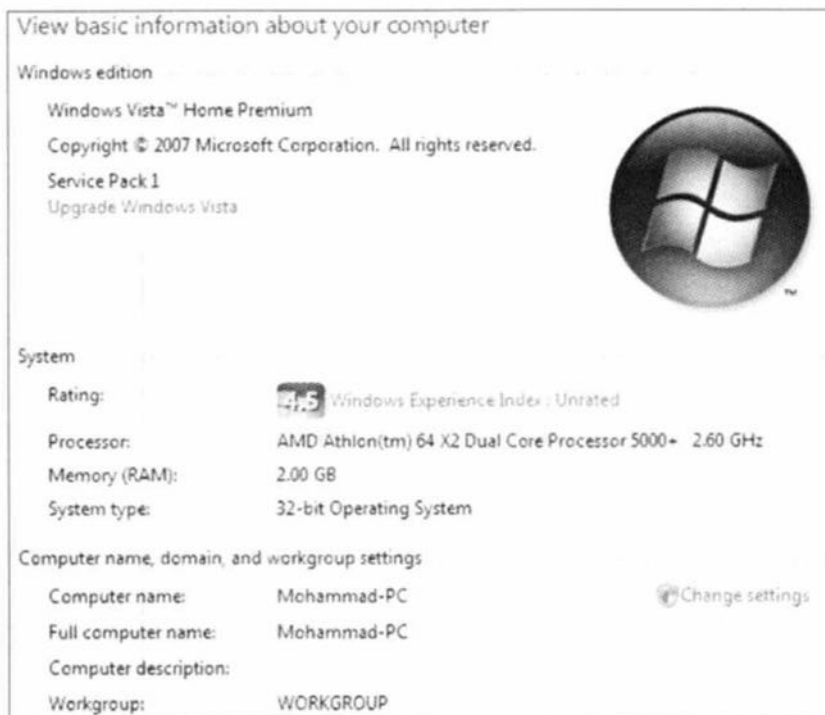 View basic information about your computer
Windows edition
Windows Vista™ Home Premium
Copyright © 2007 Microsoft Corporation. All rights reserved.
Service Pack 1
Upgrade Windows Vista
™
System
Rating: 4,5 Windows Experience Index : Unrated
Processor: AMD Athlon(tm) 64 X2 Dual Core Processor 5000+ 2.60 GHz
Memory (RAM): 2.00 GB
System type: 32-bit Operating System
Computer name, domain, and workgroup settings
Computer name: Mohammad-PC Change settings
Full computer name: Mohammad-PC
Computer description:
Workgroup: WORKGROUP